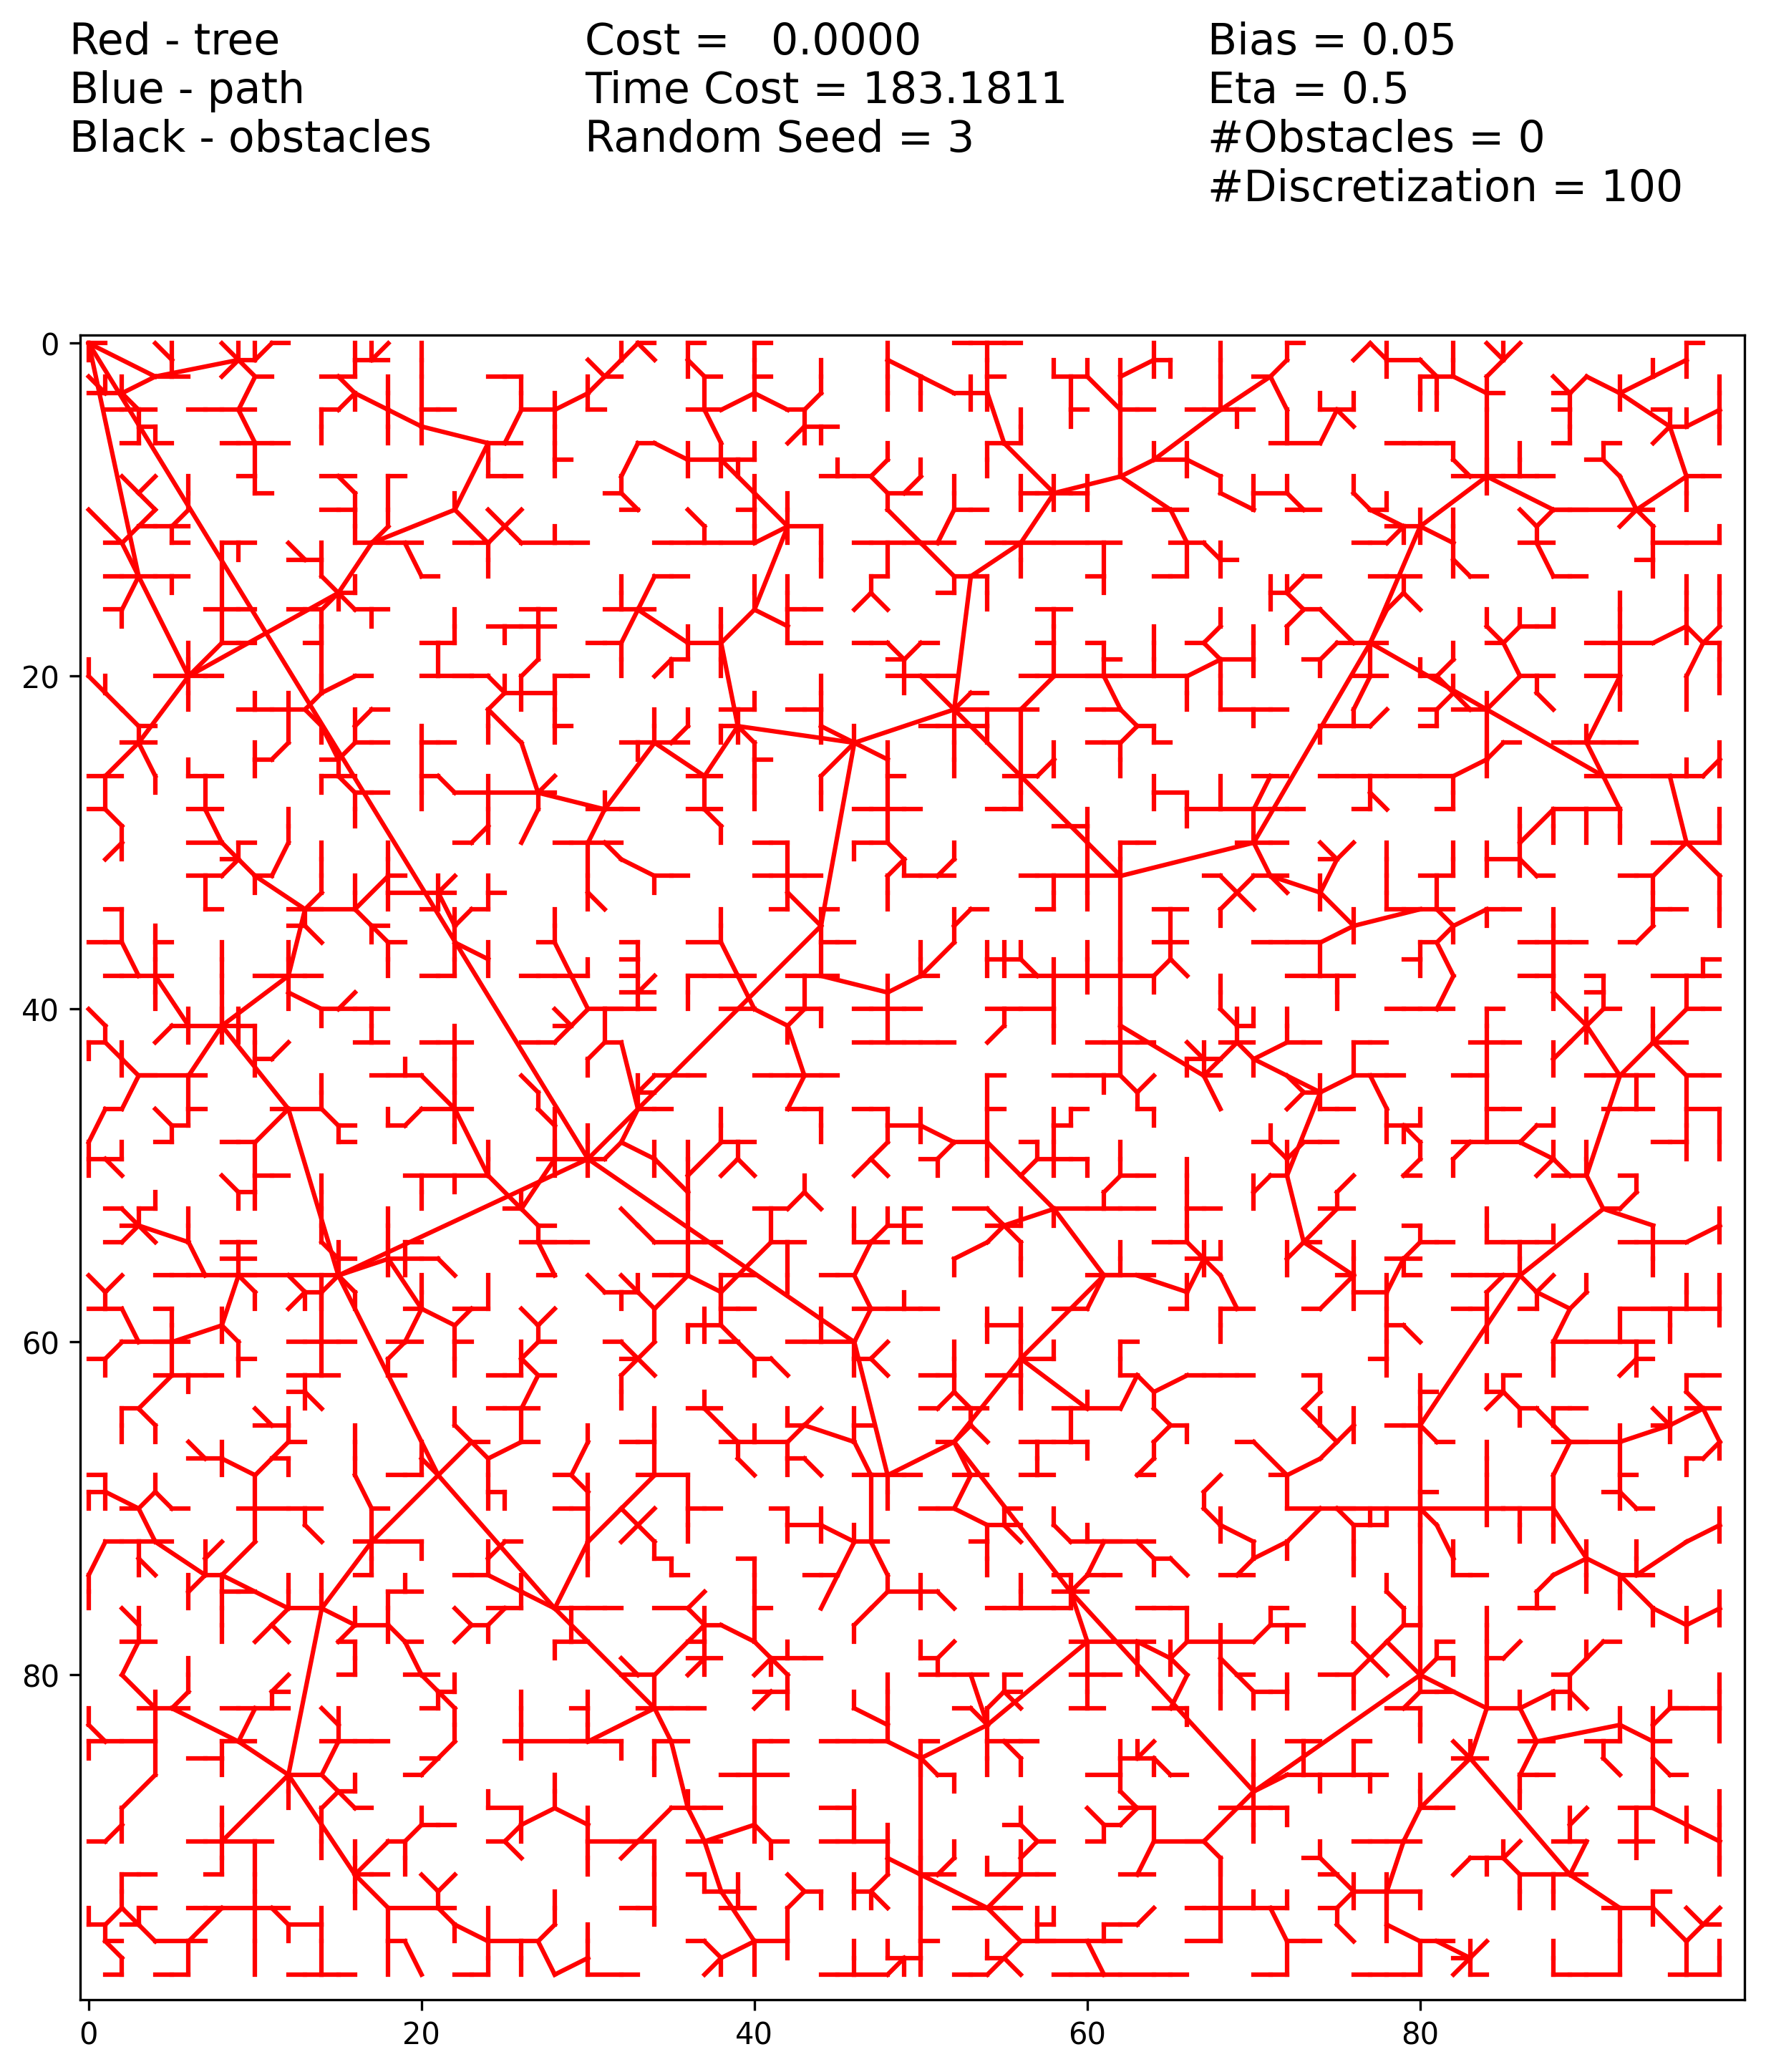 Red - tree
Blue - path
Black - obstacles
Cost =   0.0000
Time Cost = 183.1811
Random Seed = 3
Bias = 0.05
Eta = 0.5
#Obstacles = 0
#Discretization = 100
0
20
40
60
80
0
20
40
60
80